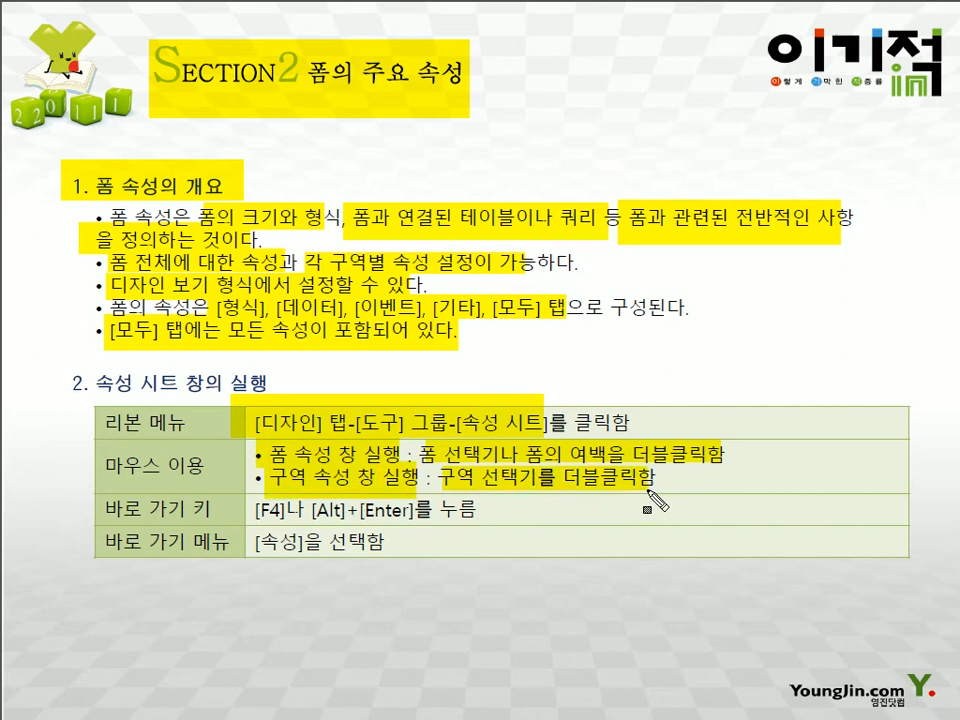 SECTION2 폼의 주요 속성
이기적in
이렇게 기막힌 적중률
22011
1. 폼 속성의 개요
• 폼 속성은 폼의 크기와 형식, 폼과 연결된 테이블이나 쿼리 등 폼과 관련된 전반적인 사항
을 정의하는 것이다.
• 폼 전체에 대한 속성과 각 구역별 속성 설정이 가능하다.
• 디자인 보기 형식에서 설정할 수 있다.
• 폼의 속성은 [형식], [데이터], [이벤트], [기타], [모두] 탭으로 구성된다.
• [모두] 탭에는 모든 속성이 포함되어 있다.
2. 속성 시트 창의 실행
리본 메뉴 [디자인] 탭-[도구] 그룹-[속성 시트]를 클릭함
마우스 이용
• 폼 속성 창 실행 : 폼 선택기나 폼의 여백을 더블클릭함
• 구역 속성 창 실행 : 구역 선택기를 더블클릭함
바로 가기 키 [F4]나 [Alt]+[Enter]를 누름
바로 가기 메뉴 [속성]을 선택함
YoungJin.com Y.
영진닷컴